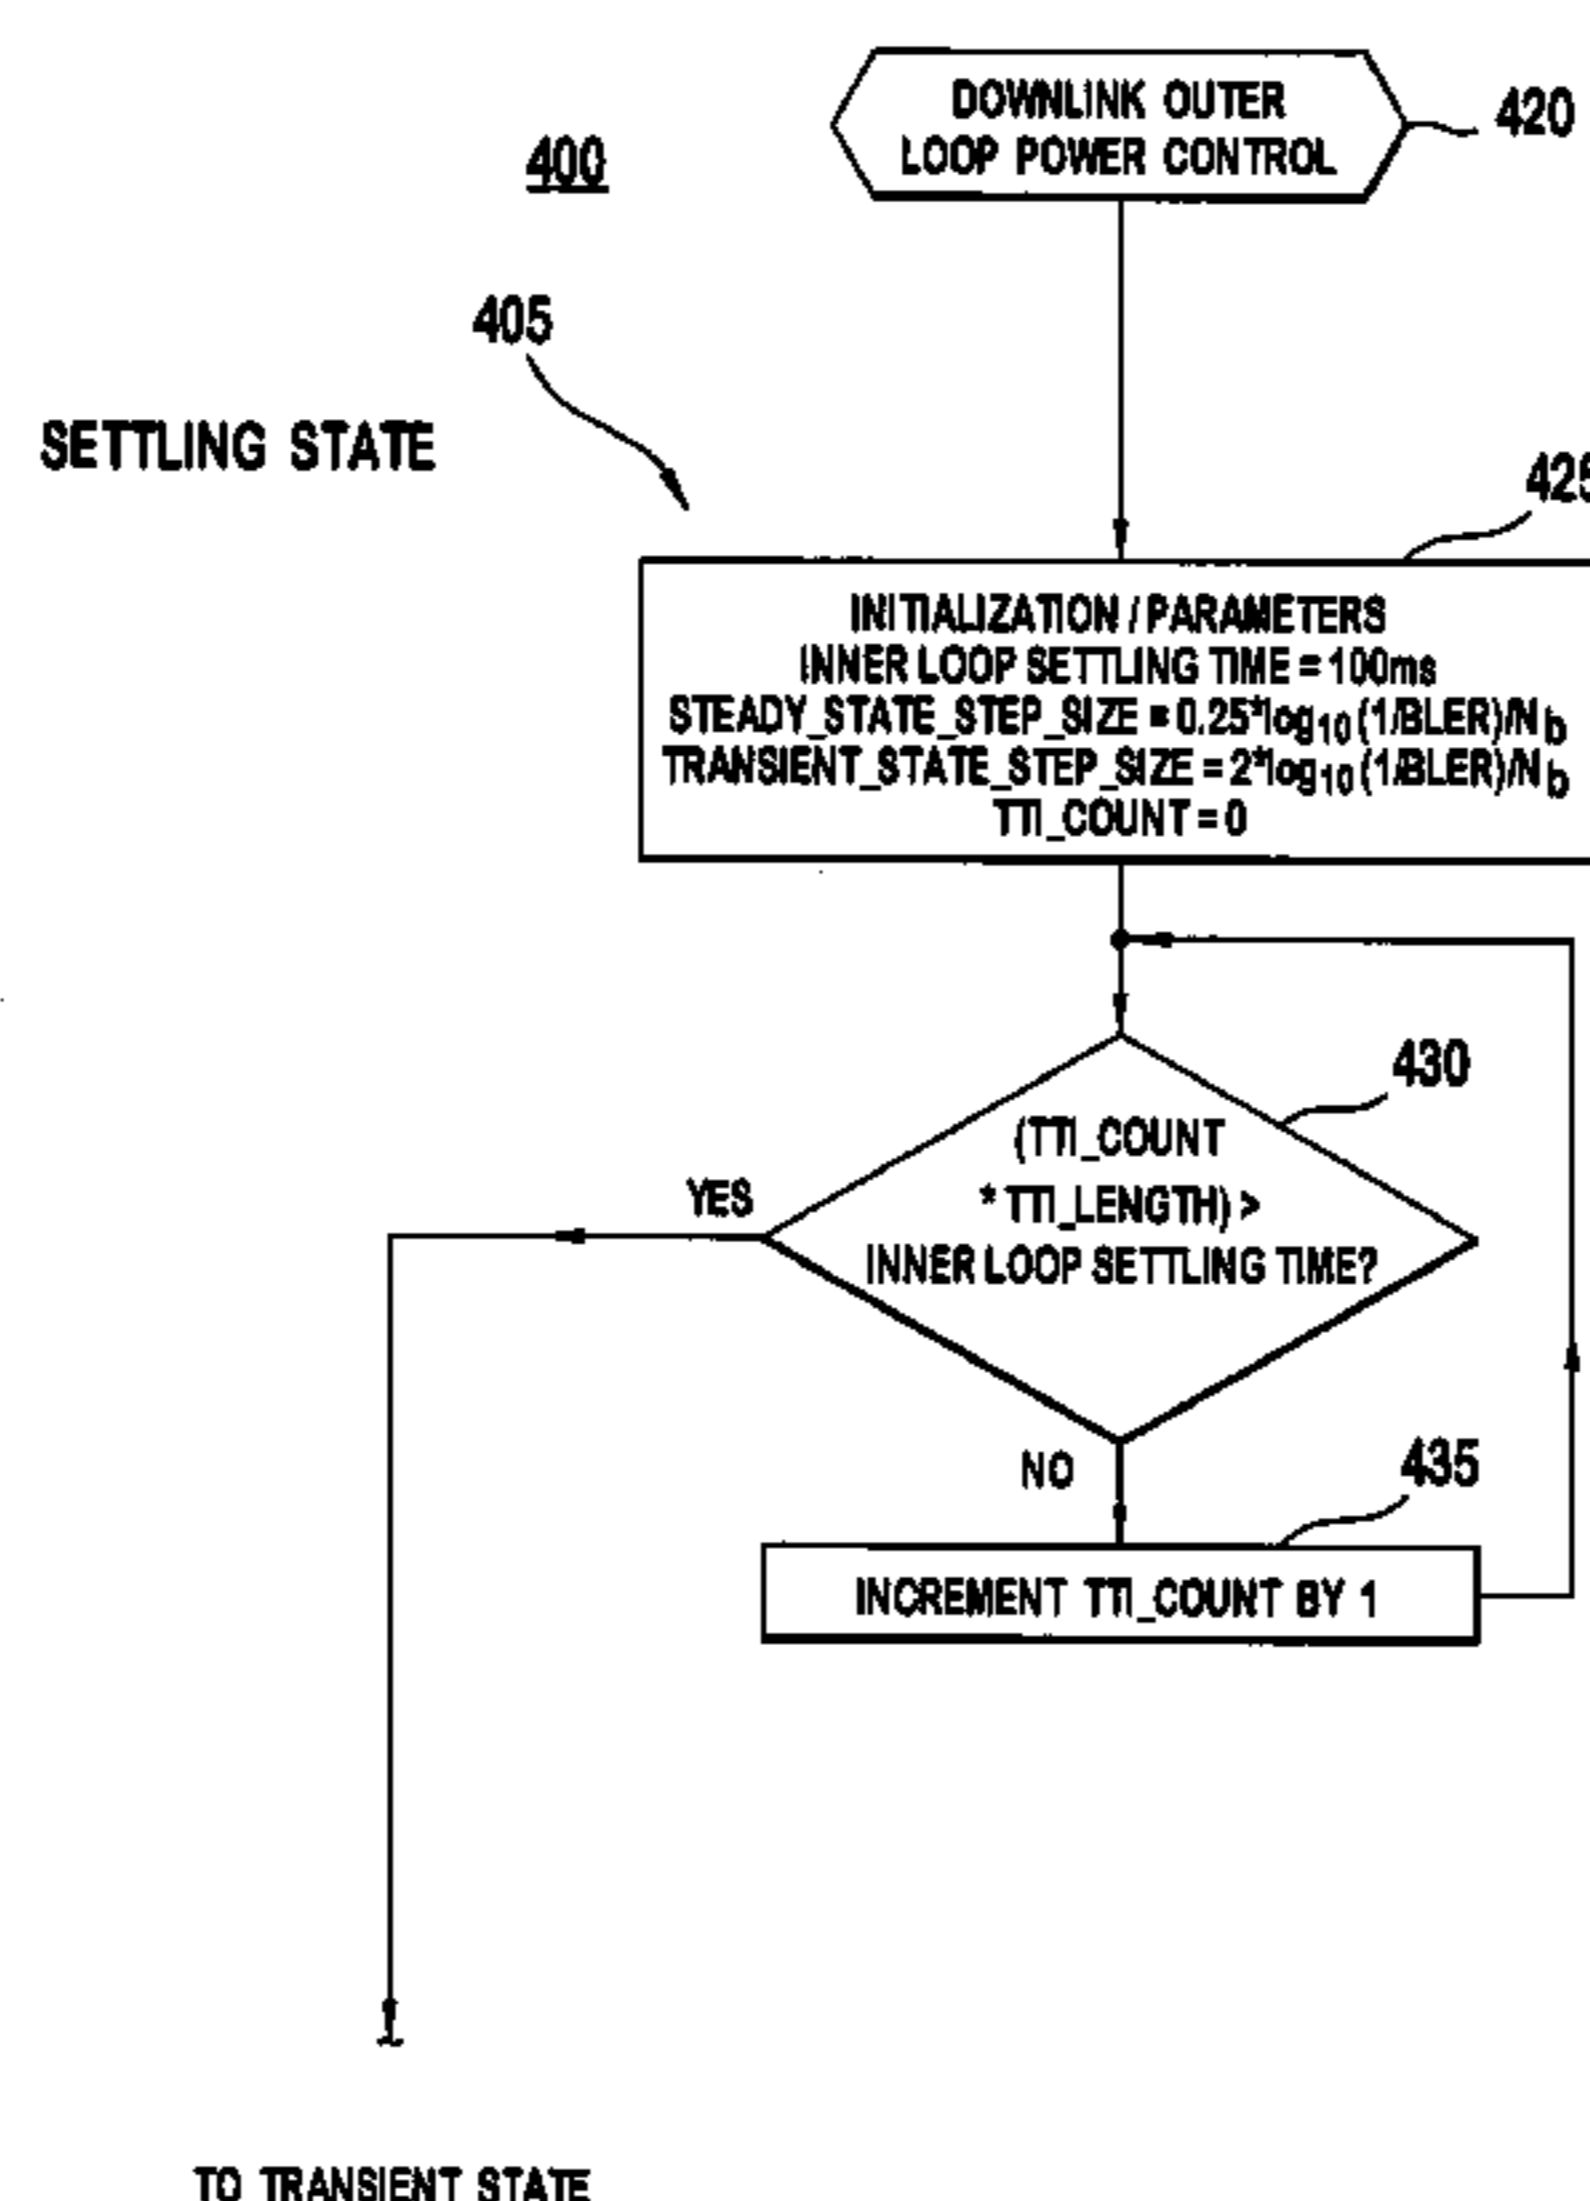 DOWNLINK OUTER
LOOP POWER CONTROL
420
400
405
SETTLING STATE
425
INITIALIZATION / PARAMETERS
INNER LOOP SETTLING TIME = 100ms
STEADY_STATE_STEP_SIZE = 0.25*log10 (1/BLER)/Nb
TRANSIENT_STATE_STEP_SIZE = 2*log10 (1/BLER)/Nb
TTI_COUNT = 0
430
(TTI_COUNT
* TTI_LENGTH) >
INNER LOOP SETTLING TIME?
YES
NO
435
INCREMENT TTI_COUNT BY 1
TO TRANSIENT STATE